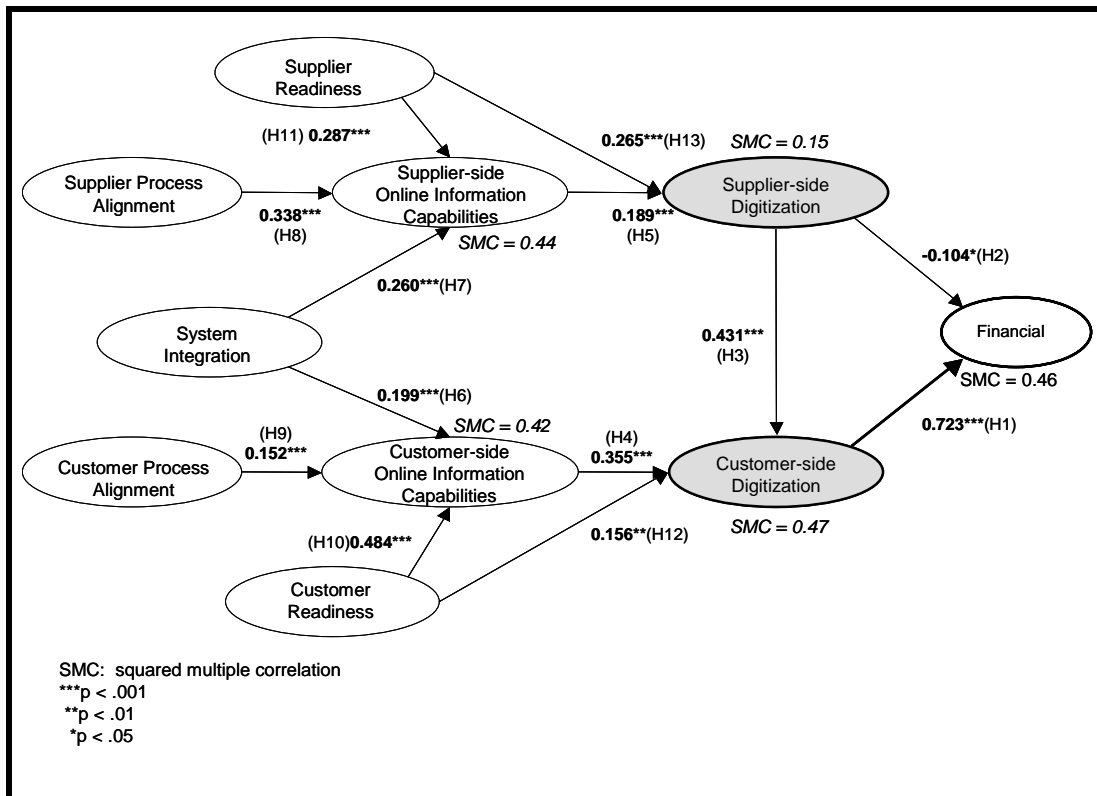 Supplier
Readiness
(H11) 0.287***
0.265***(H13)
SMC = 0.15
Supplier Process
Alignment
0.338***
(H8)
Supplier-side
Online Information
Capabilities
SMC = 0.44
0.189***
(H5)
Supplier-side
Digitization
-0.104*(H2)
0.260***(H7)
System
Integration
0.431***
(H3)
Financial
SMC = 0.46
0.199***(H6)
SMC = 0.42
0.723***(H1)
(H9)
0.152***
Customer Process
Alignment
Customer-side
Online Information
Capabilities
(H4)
0.355***
Customer-side
Digitization
SMC = 0.47
(H10)0.484***
0.156**(H12)
Customer
Readiness
SMC: squared multiple correlation
***p < .001
**p < .01
*p < .05